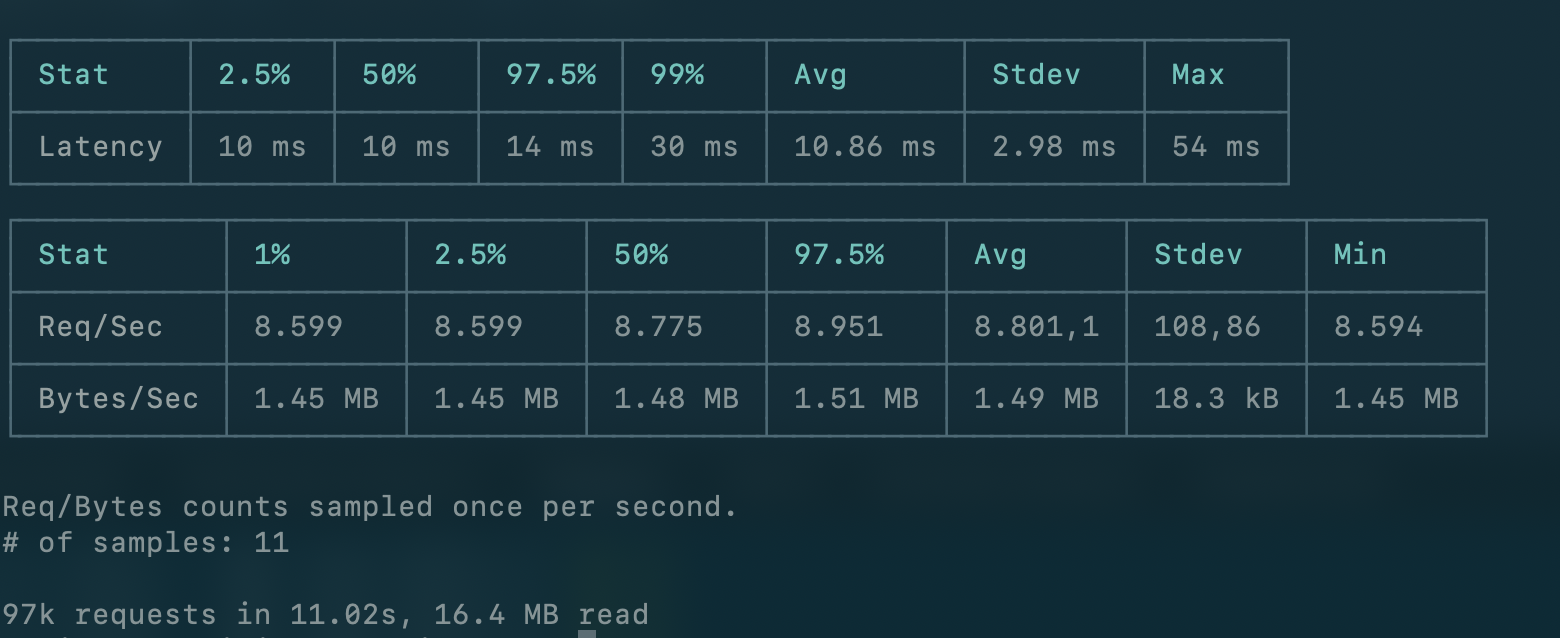 Stat 2.5% 50% 97.5% 99% Avg Stdev Max
Latency 10 ms 10 ms 14 ms 30 ms 10.86 ms 2.98 ms 54 ms
Stat 1% 2.5% 50% 97.5% Avg Stdev Min
Req/Sec 8.599 8.599 8.775 8.951 8.801,1 108,86 8.594
Bytes/Sec 1.45 MB 1.45 MB 1.48 MB 1.51 MB 1.49 MB 18.3 kB 1.45 MB
Req/Bytes counts sampled once per second.
# of samples: 11
97k requests in 11.02s, 16.4 MB read